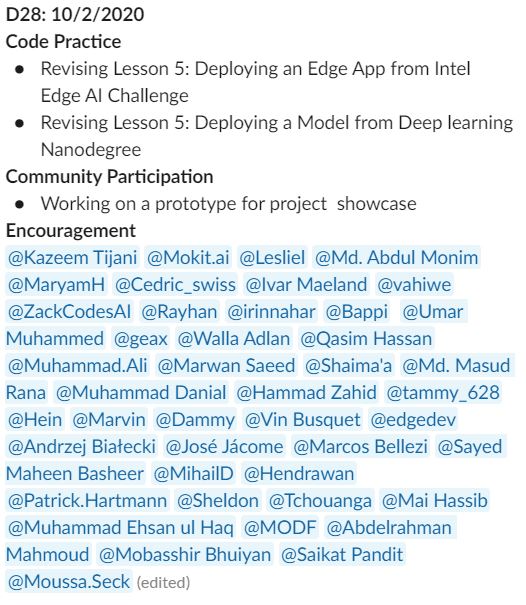 D28: 10/2/2020
Code Practice
● Revising Lesson 5: Deploying an Edge App from Intel
Edge AI Challenge
● Revising Lesson 5: Deploying a Model from Deep learning
Nanodegree
Community Participation
● Working on a prototype for project showcase
Encouragement
@Kazeem Tijani @Mokit.ai @Lesliel @Md. Abdul Monim
@MaryamH @Cedric_swiss @Ivar Maeland @vahiwe
@ZackCodesAI @Rayhan @irinnahar @Bappi @Umar
Muhammed @geax @Walla Adlan @Qasim Hassan
@Muhammad.Ali @Marwan Saeed @Shaima'a @Md. Masud
Rana @Muhammad Danial @Hammad Zahid @tammy_628
@Hein @Marvin @Dammy @Vin Busquet @edgedev
@Andrzej Białecki @José Jácome @Marcos Bellezi @Sayed
Maheen Basheer @MihailD @Hendrawan
@Patrick.Hartmann @Sheldon @Tchouanga @Mai Hassib
@Muhammad Ehsan ul Haq @MODF @Abdelrahman
Mahmoud @Mobasshir Bhuiyan @Saikat Pandit
@Moussa.Seck (edited)